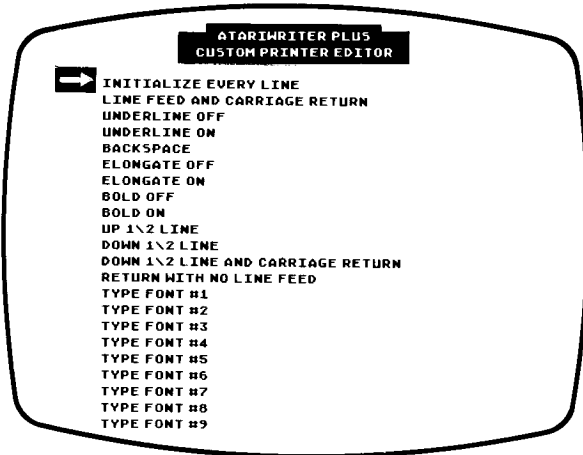 ATARIWRITER PLUS
CUSTOM PRINTER EDITOR
INITIALIZE EVERY LINE
LINE FEED AND CARRIAGE RETURN
UNDERLINE OFF
UNDERLINE ON
BACKSPACE
ELONGATE OFF
ELONGATE ON
BOLD OFF
BOLD ON
UP 1\2 LINE
DOWN 1\2 LINE
DOWN 1\2 LINE AND CARRIAGE RETURN
RETURN WITH NO LINE FEED
TYPE FONT #1
TYPE FONT #2
TYPE FONT #3
TYPE FONT #4
TYPE FONT #5
TYPE FONT #6
TYPE FONT #7
TYPE FONT #8
TYPE FONT #9